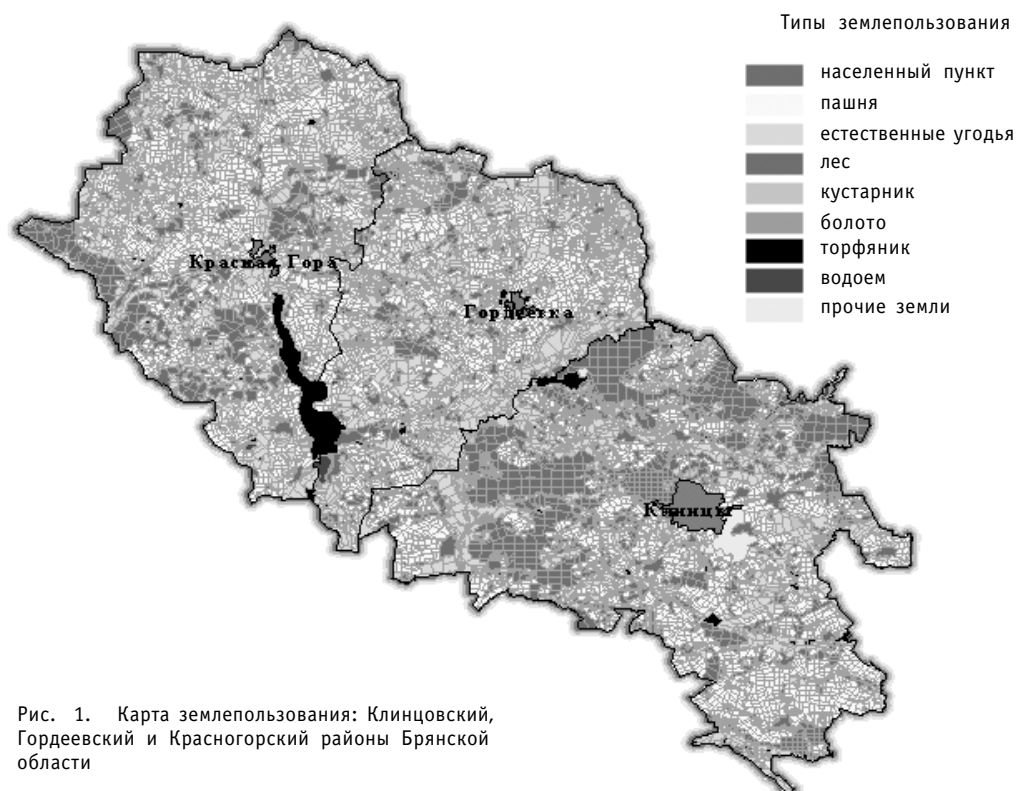 Типы землепользования
населенный пункт
пашня
естественные угодья
лес
кустарник
болото
торфяник
водоем
прочие земли
Красная Гора
Гордеевка
Клинцы
Рис. 1. Карта землепользования: Клинцовский,
Гордеевский и Красногорский районы Брянской
области